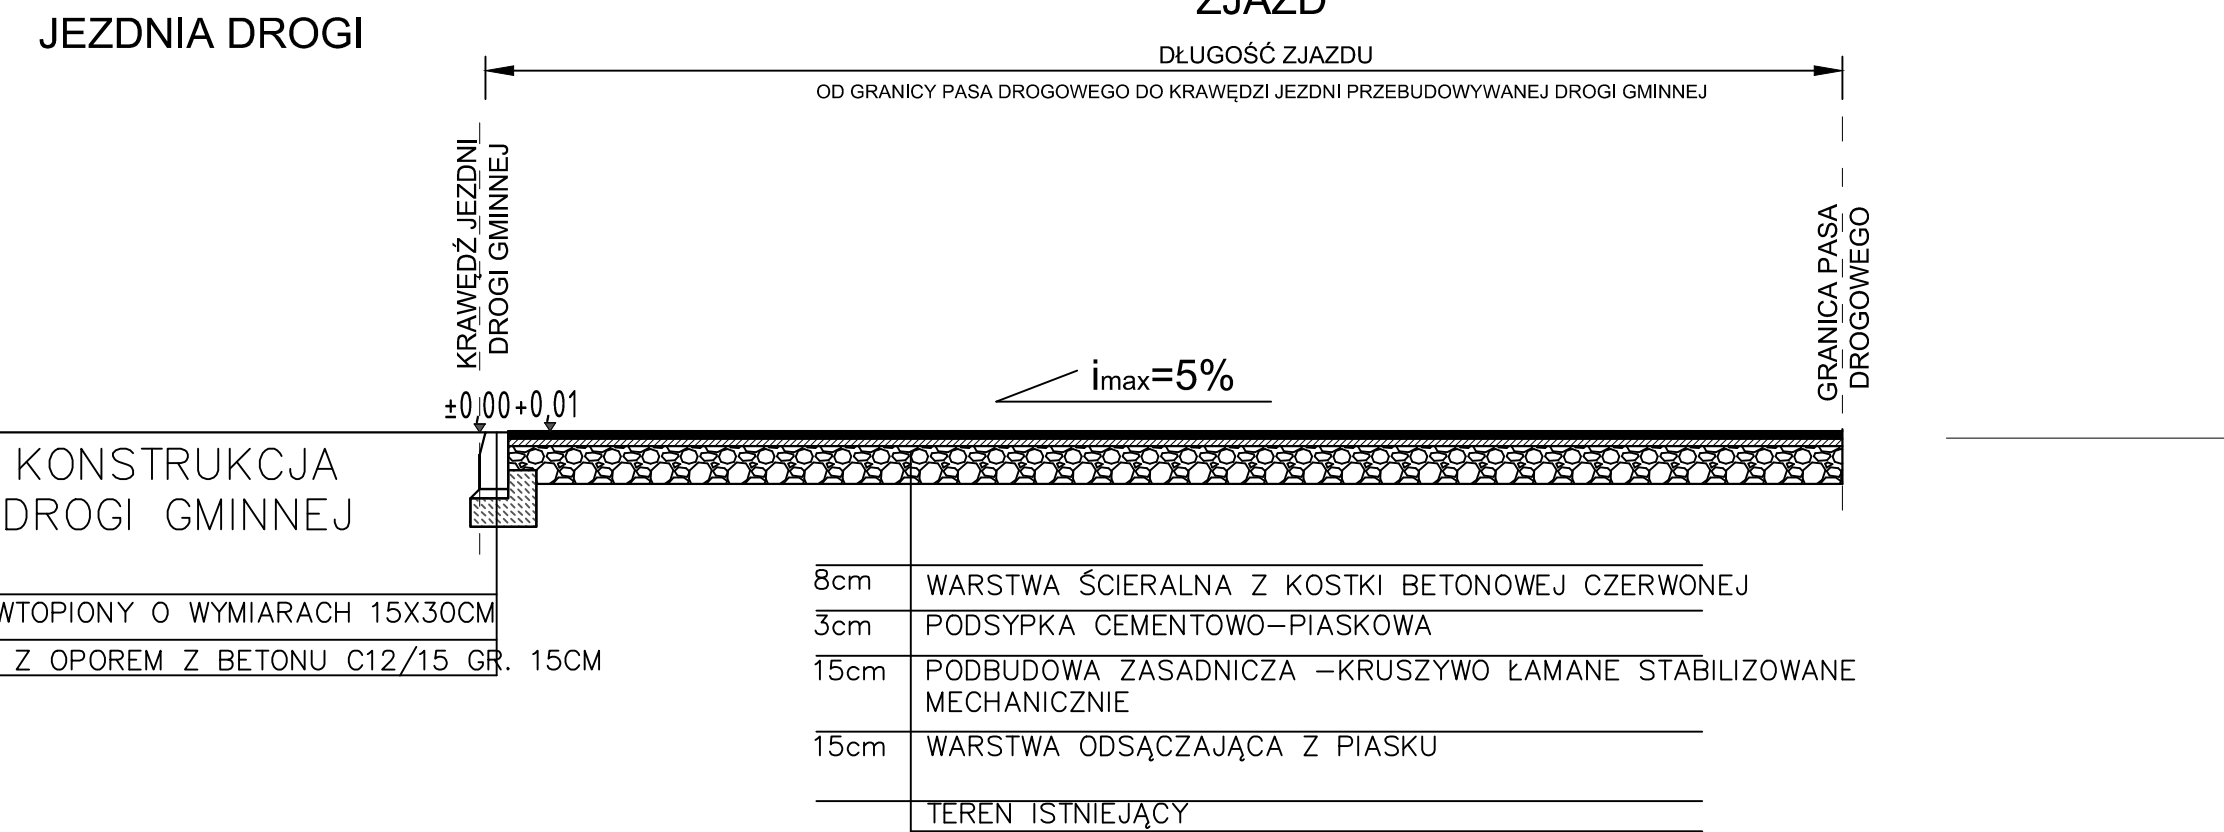 JEZDNIA DROGI
ZJAZD
DŁUGOŚĆ ZJAZDU
OD GRANICY PASA DROGOWEGO DO KRAWĘDZI JEZDNI PRZEBUDOWYWANEJ DROGI GMINNEJ
KRAWĘDŹ JEZDNI
DROGI GMINNEJ
GRANICA PASA
DROGOWEGO
imax=5%
±0,00 +0,01
KONSTRUKCJA
DROGI GMINNEJ
WTOPIONY O WYMIARACH 15X30CM
Z OPOREM Z BETONU C12/15 GR. 15CM
8cm WARSTWA ŚCIERALNA Z KOSTKI BETONOWEJ CZERWONEJ
3cm PODSYPKA CEMENTOWO-PIASKOWA
15cm PODBUDOWA ZASADNICZA -KRUSZYWO ŁAMANE STABILIZOWANE
MECHANICZNIE
15cm WARSTWA ODSĄCZAJĄCA Z PIASKU
TEREN ISTNIEJĄCY